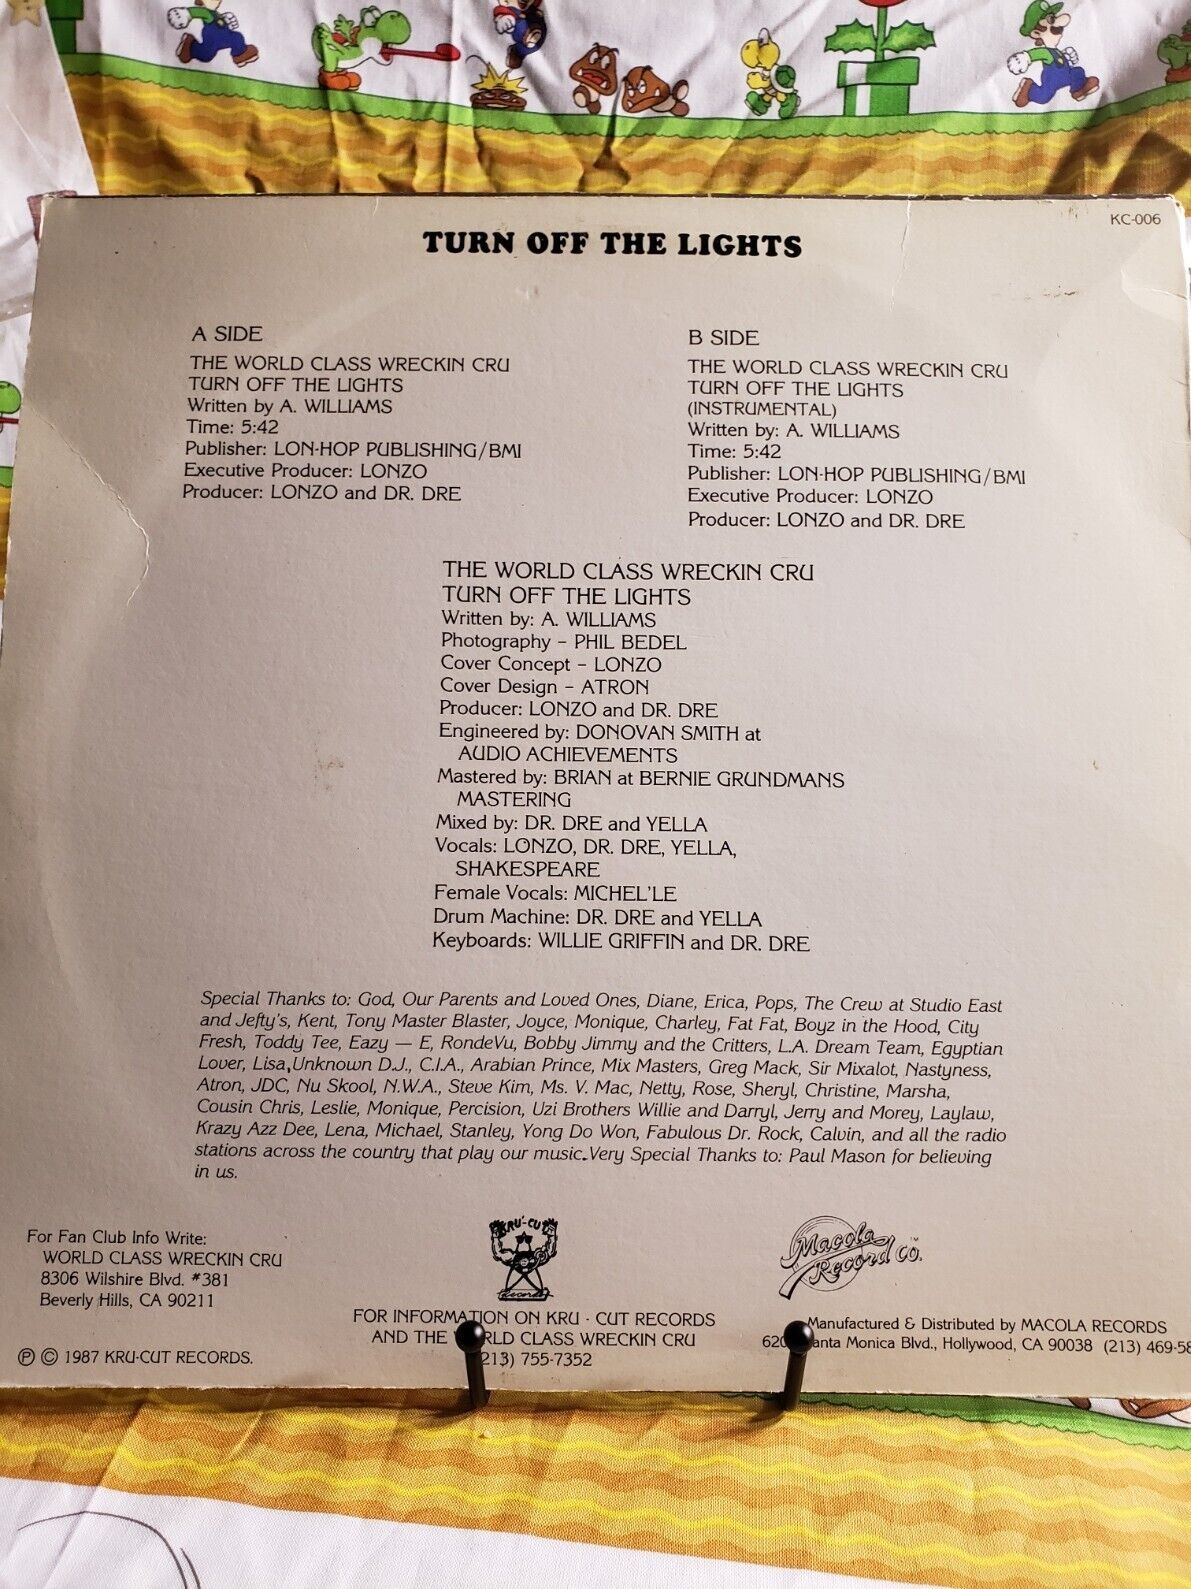 KC-006
TURN OFF THE LIGHTS
A SIDE
THE WORLD CLASS WRECKIN CRU
TURN OFF THE LIGHTS
Written by A. WILLIAMS
Time: 5:42
Publisher: LON-HOP PUBLISHING/BMI
Executive Producer: LONZO
Producer: LONZO and DR. DRE
B SIDE
THE WORLD CLASS WRECKIN CRU
TURN OFF THE LIGHTS
(INSTRUMENTAL)
Written by: A. WILLIAMS
Time: 5:42
Publisher: LON-HOP PUBLISHING/BMI
Executive Producer: LONZO
Producer: LONZO and DR. DRE
THE WORLD CLASS WRECKIN CRU
TURN OFF THE LIGHTS
Written by: A. WILLIAMS
Photography – PHIL BEDEL
Cover Concept – LONZO
Cover Design – ATRON
Producer: LONZO and DR. DRE
Engineered by: DONOVAN SMITH at
AUDIO ACHIEVEMENTS
Mastered by: BRIAN at BERNIE GRUNDMANS
MASTERING
Mixed by: DR. DRE and YELLA
Vocals: LONZO, DR. DRE, YELLA,
SHAKESPEARE
Female Vocals: MICHEL'LE
Drum Machine: DR. DRE and YELLA
Keyboards: WILLIE GRIFFIN and DR. DRE
Special Thanks to: God, Our Parents and Loved Ones, Diane, Erica, Pops, The Crew at Studio East
and Jefty's, Kent, Tony Master Blaster, Joyce, Monique, Charley, Fat Fat, Boyz in the Hood, City
Fresh, Toddy Tee, Eazy — E, RondeVu, Bobby Jimmy and the Critters, L.A. Dream Team, Egyptian
Lover, Lisa, Unknown D.J., C.I.A., Arabian Prince, Mix Masters, Greg Mack, Sir Mixalot, Nastyness,
Atron, JDC, Nu Skool, N.W.A., Steve Kim, Ms. V. Mac, Netty, Rose, Sheryl, Christine, Marsha,
Cousin Chris, Leslie, Monique, Percision, Uzi Brothers Willie and Darryl, Jerry and Morey, Laylaw,
Krazy Azz Dee, Lena, Michael, Stanley, Yong Do Won, Fabulous Dr. Rock, Calvin, and all the radio
stations across the country that play our music. Very Special Thanks to: Paul Mason for believing
in us.
For Fan Club Info Write:
WORLD CLASS WRECKIN CRU
8306 Wilshire Blvd. #381
Beverly Hills, CA 90211
Ⓟ © 1987 KRU-CUT RECORDS.
KRU-CUT
Records
FOR INFORMATION ON KRU - CUT RECORDS
AND THE RLD CLASS WRECKIN CRU
213) 755-7352
Macola
Record Co.™
Manufactured & Distributed by MACOLA RECORDS
620 anta Monica Blvd., Hollywood, CA 90038 (213) 469-58